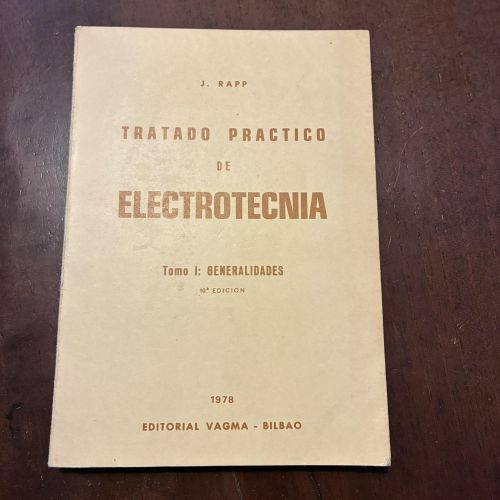 J. RAPP
TRATADO PRACTICO
DE
ELECTROTECNIA
Tomo I: GENERALIDADES
10ª EDICION
1978
EDITORIAL VAGMA - BILBAO